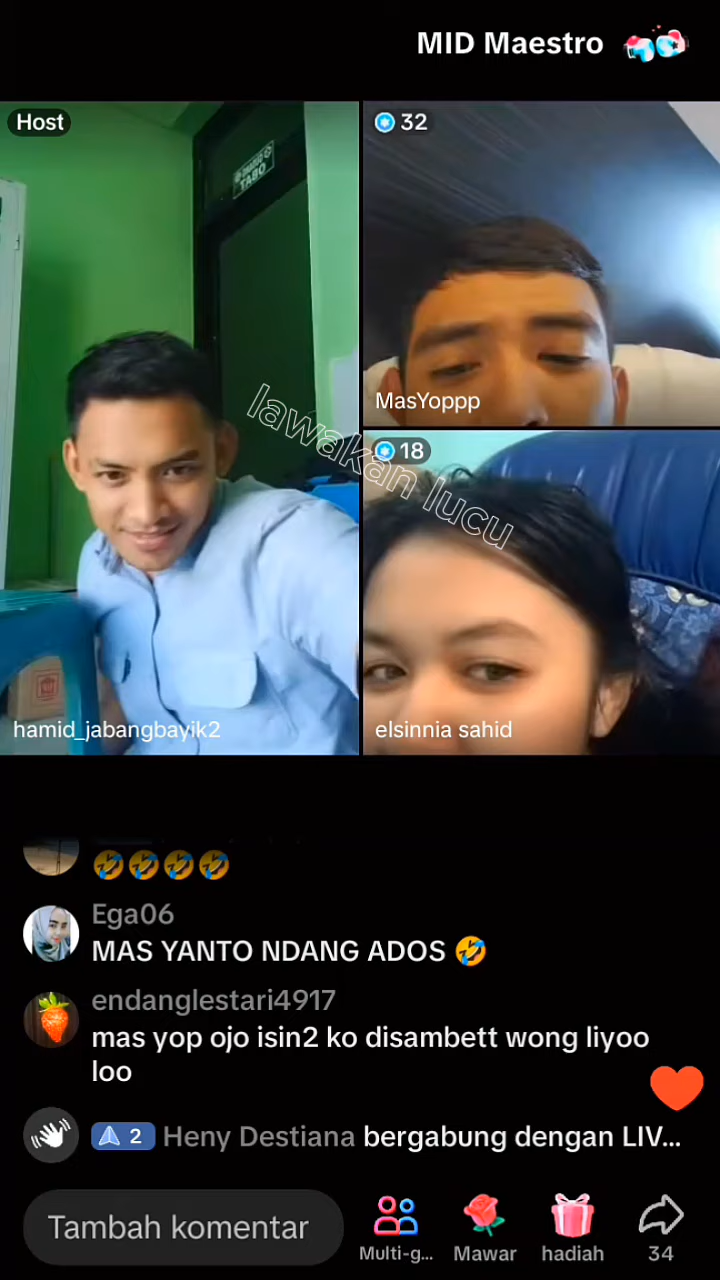 MID Maestro
Host
32
MasYoppp
lawakan lucu
18
hamid_jabangbayik2
elsinnia sahid
🤣🤣🤣🤣
Ega06
MAS YANTO NDANG ADOS 🤣
endanglestari4917
mas yop ojo isin2 ko disambett wong liyoo
loo
2 Heny Destiana bergabung dengan LIV...
Tambah komentar
Multi-g...
Mawar
hadiah
34